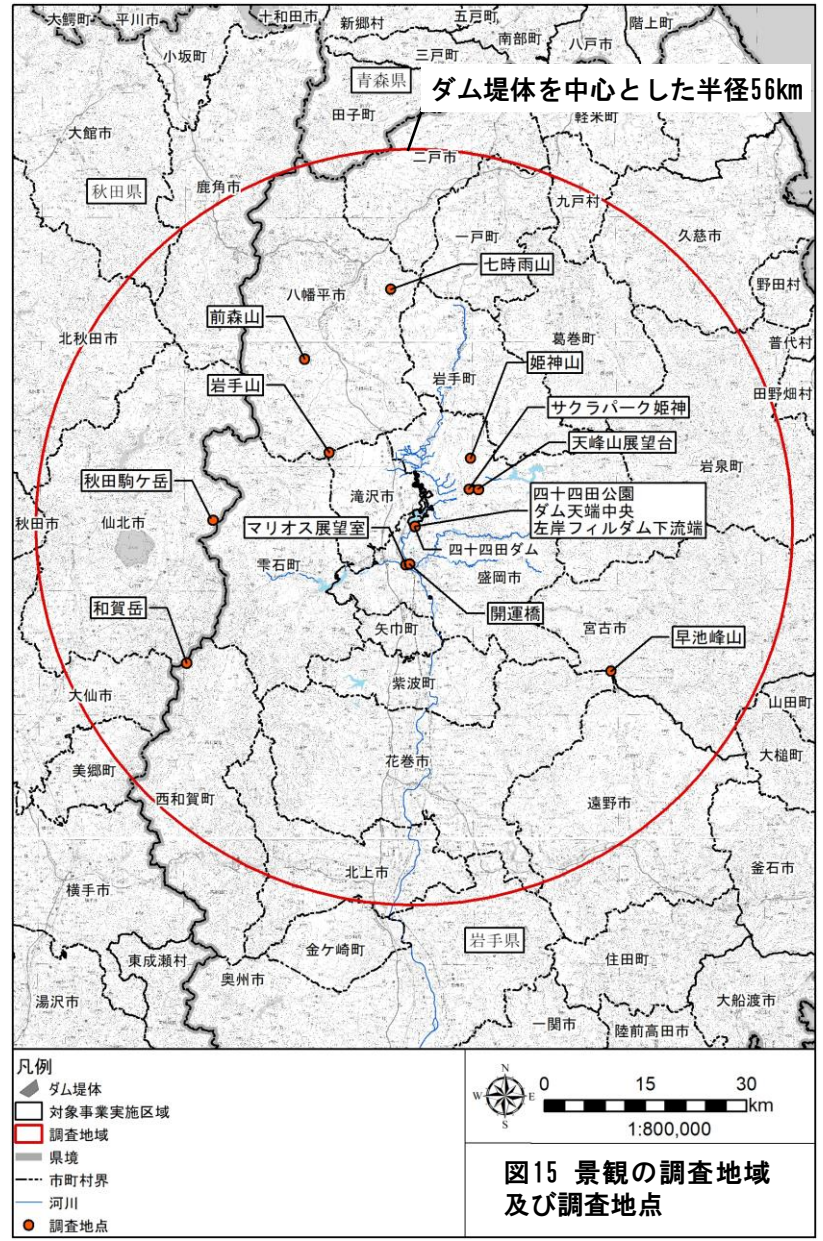 大鰐町
平川市
十和田市
新郷村
五戸町
階上町
小坂町
三戸町
南部町
八戸市
青森県
ダム堤体を中心とした半径56km
田子町
軽米町
大館市
二戸市
鹿角市
秋田県
九戸村
久慈市
一戸町
七時雨山
野田村
八幡平市
前森山
北秋田市
葛巻町
普代村
姫神山
岩手町
岩手山
田野畑村
サクラパーク姫神
天峰山展望台
岩泉町
秋田駒ケ岳
滝沢市
四十四田公園
ダム天端中央
左岸フィルダム下流端
秋田市
仙北市
マリオス展望室
四十四田ダム
雫石町
盛岡市
開運橋
和賀岳
矢巾町
宮古市
早池峰山
紫波町
大仙市
山田町
大槌町
花巻市
美郷町
西和賀町
遠野市
北上市
釜石市
横手市
岩手県
金ケ崎町
東成瀬村
住田町
奥州市
湯沢市
大船渡市
一関市
陸前高田市
凡例
ダム堤体
対象事業実施区域
調査地域
県境
市町村界
河川
調査地点
N
W
E
S
0 15 30
km
1:800,000
図15 景観の調査地域
及び調査地点